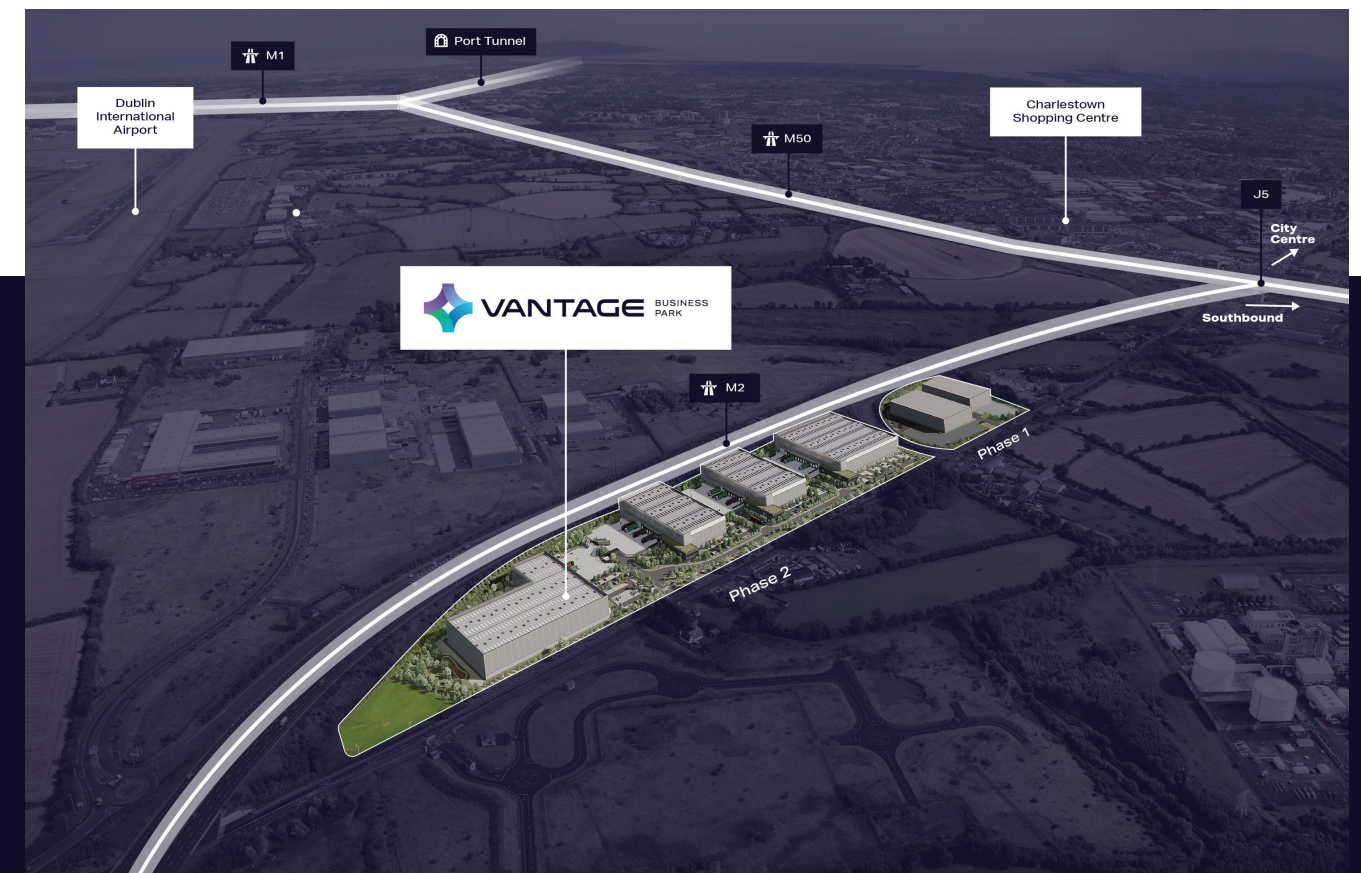 Port Tunnel
M1
Dublin
International
Airport
Charlestown
Shopping Centre
M50
J5
City
Centre
Southbound
VANTAGE BUSINESS
PARK
M2
Phase 1
Phase 2